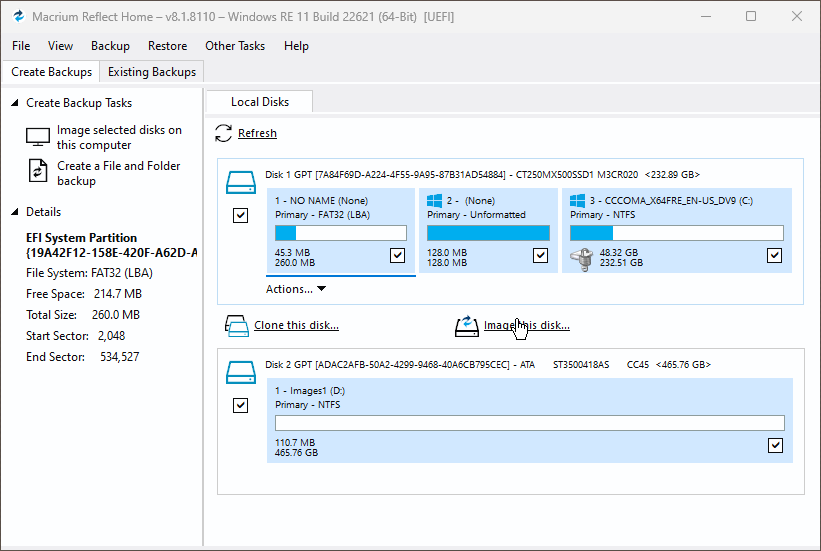 Macrium Reflect Home – v8.1.8110 – Windows RE 11 Build 22621 (64-Bit)  [UEFI]
File View Backup Restore Other Tasks Help
Create Backups Existing Backups
Create Backup Tasks
Image selected disks on
this computer
Create a File and Folder
backup
Details
EFI System Partition
{19A42F12-158E-420F-A62D-A
File System: FAT32 (LBA)
Free Space: 214.7 MB
Total Size: 260.0 MB
Start Sector: 2,048
End Sector: 534,527
Local Disks
Refresh
Disk 1 GPT [7A84F69D-A224-4F55-9A95-87B31AD54884] - CT250MX500SSD1 M3CR020 <232.89 GB>
1 - NO NAME (None)
Primary - FAT32 (LBA)
45.3 MB
260.0 MB
2 - (None)
Primary - Unformatted
128.0 MB
128.0 MB
3 - CCCOMA_X64FRE_EN-US_DV9 (C:)
Primary - NTFS
48.32 GB
232.51 GB
Actions...
Clone this disk...
Image this disk...
Disk 2 GPT [ADAC2AFB-50A2-4299-9468-40A6CB795CEC] - ATA ST3500418AS CC45 <465.76 GB>
1 - Images1 (D:)
Primary - NTFS
110.7 MB
465.76 GB